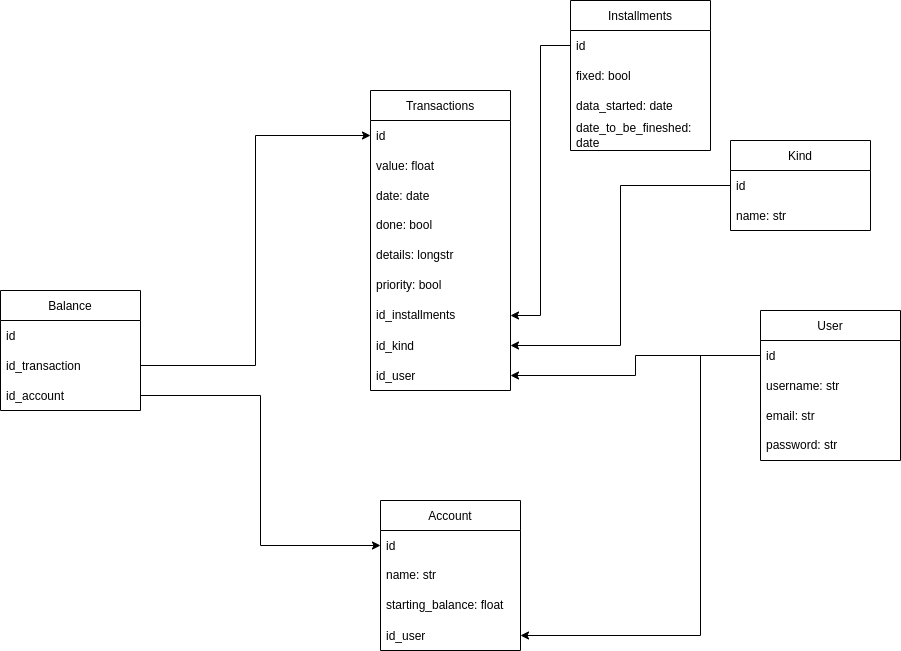 Installments
id
fixed: bool
data_started: date
date_to_be_fineshed:
date
Transactions
id
value: float
date: date
done: bool
details: longstr
priority: bool
id_installments
id_kind
id_user
Kind
id
name: str
Balance
id
id_transaction
id_account
User
id
username: str
email: str
password: str
Account
id
name: str
starting_balance: float
id_user